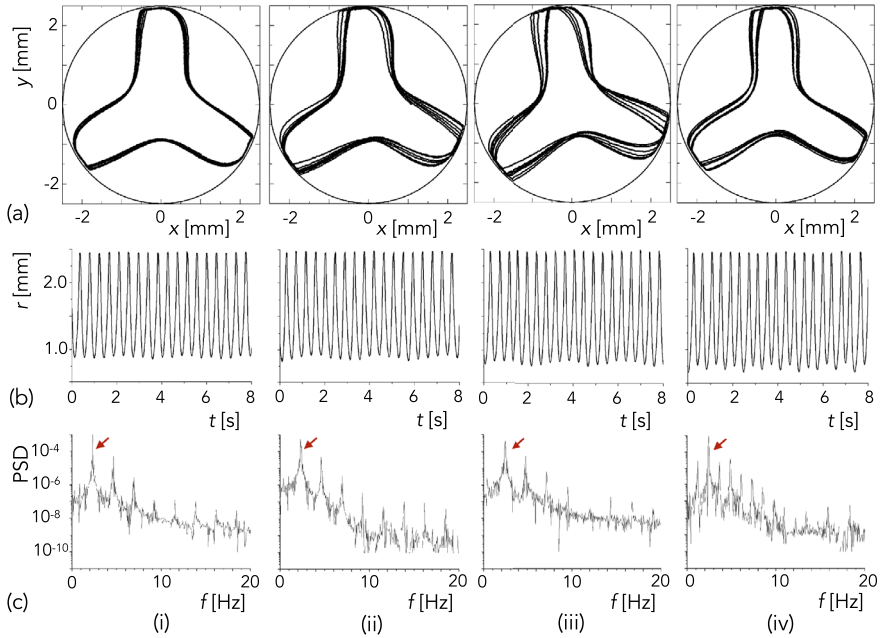 y [mm]
2
0
-2
(a)
-2 0 2 -2 0 2 -2 0 2 -2 0 2
x [mm] x [mm] x [mm] x [mm]
r [mm]
2.0
1.0
(b)
0 2 4 6 8 0 2 4 6 8 0 2 4 6 8 0 2 4 6 8
t [s] t [s] t [s] t [s]
PSD
10-4
10-6
10-8
10-10
0 10 20 0 10 20 0 10 20 0 10 20
(c)
f [Hz] f [Hz] f [Hz] f [Hz]
(i) (ii) (iii) (iv)